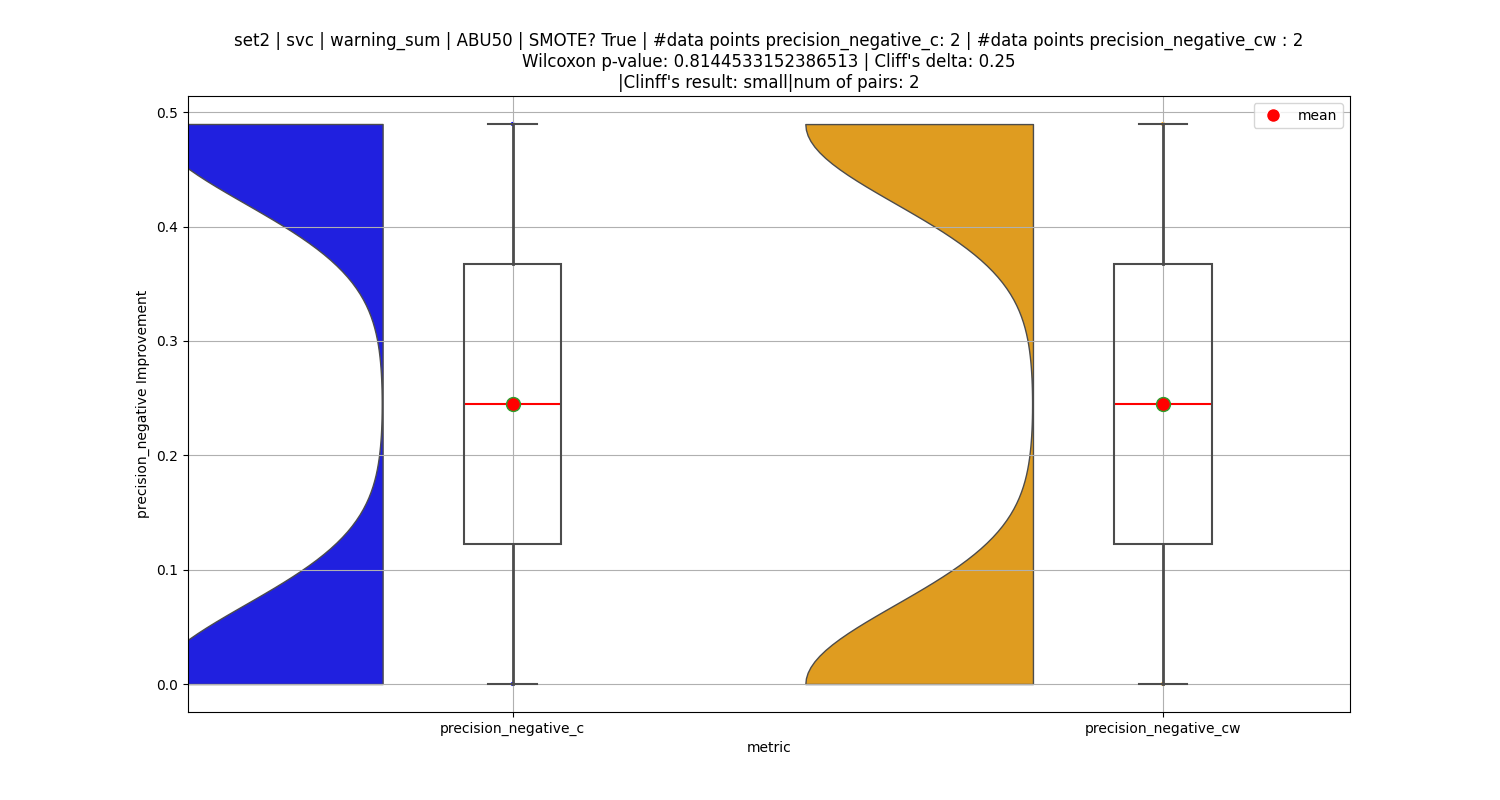 set2 | svc | warning_sum | ABU50 | SMOTE? True | #data points precision_negative_c: 2 | #data points precision_negative_cw : 2
Wilcoxon p-value: 0.8144533152386513 | Cliff's delta: 0.25
|Clinff's result: small|num of pairs: 2
mean
precision_negative Improvement
0.5
0.4
0.3
0.2
0.1
0.0
precision_negative_c
precision_negative_cw
metric